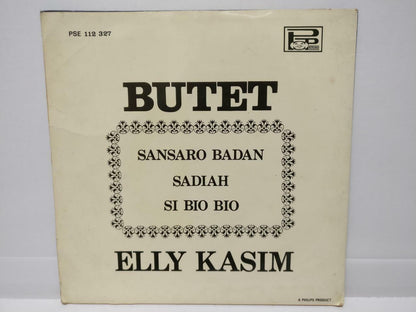 PSE 112 327
BUTET
SANSARO BADAN
SADIAH
SI BIO BIO
ELLY KASIM
A PHILIPS PRODUCT